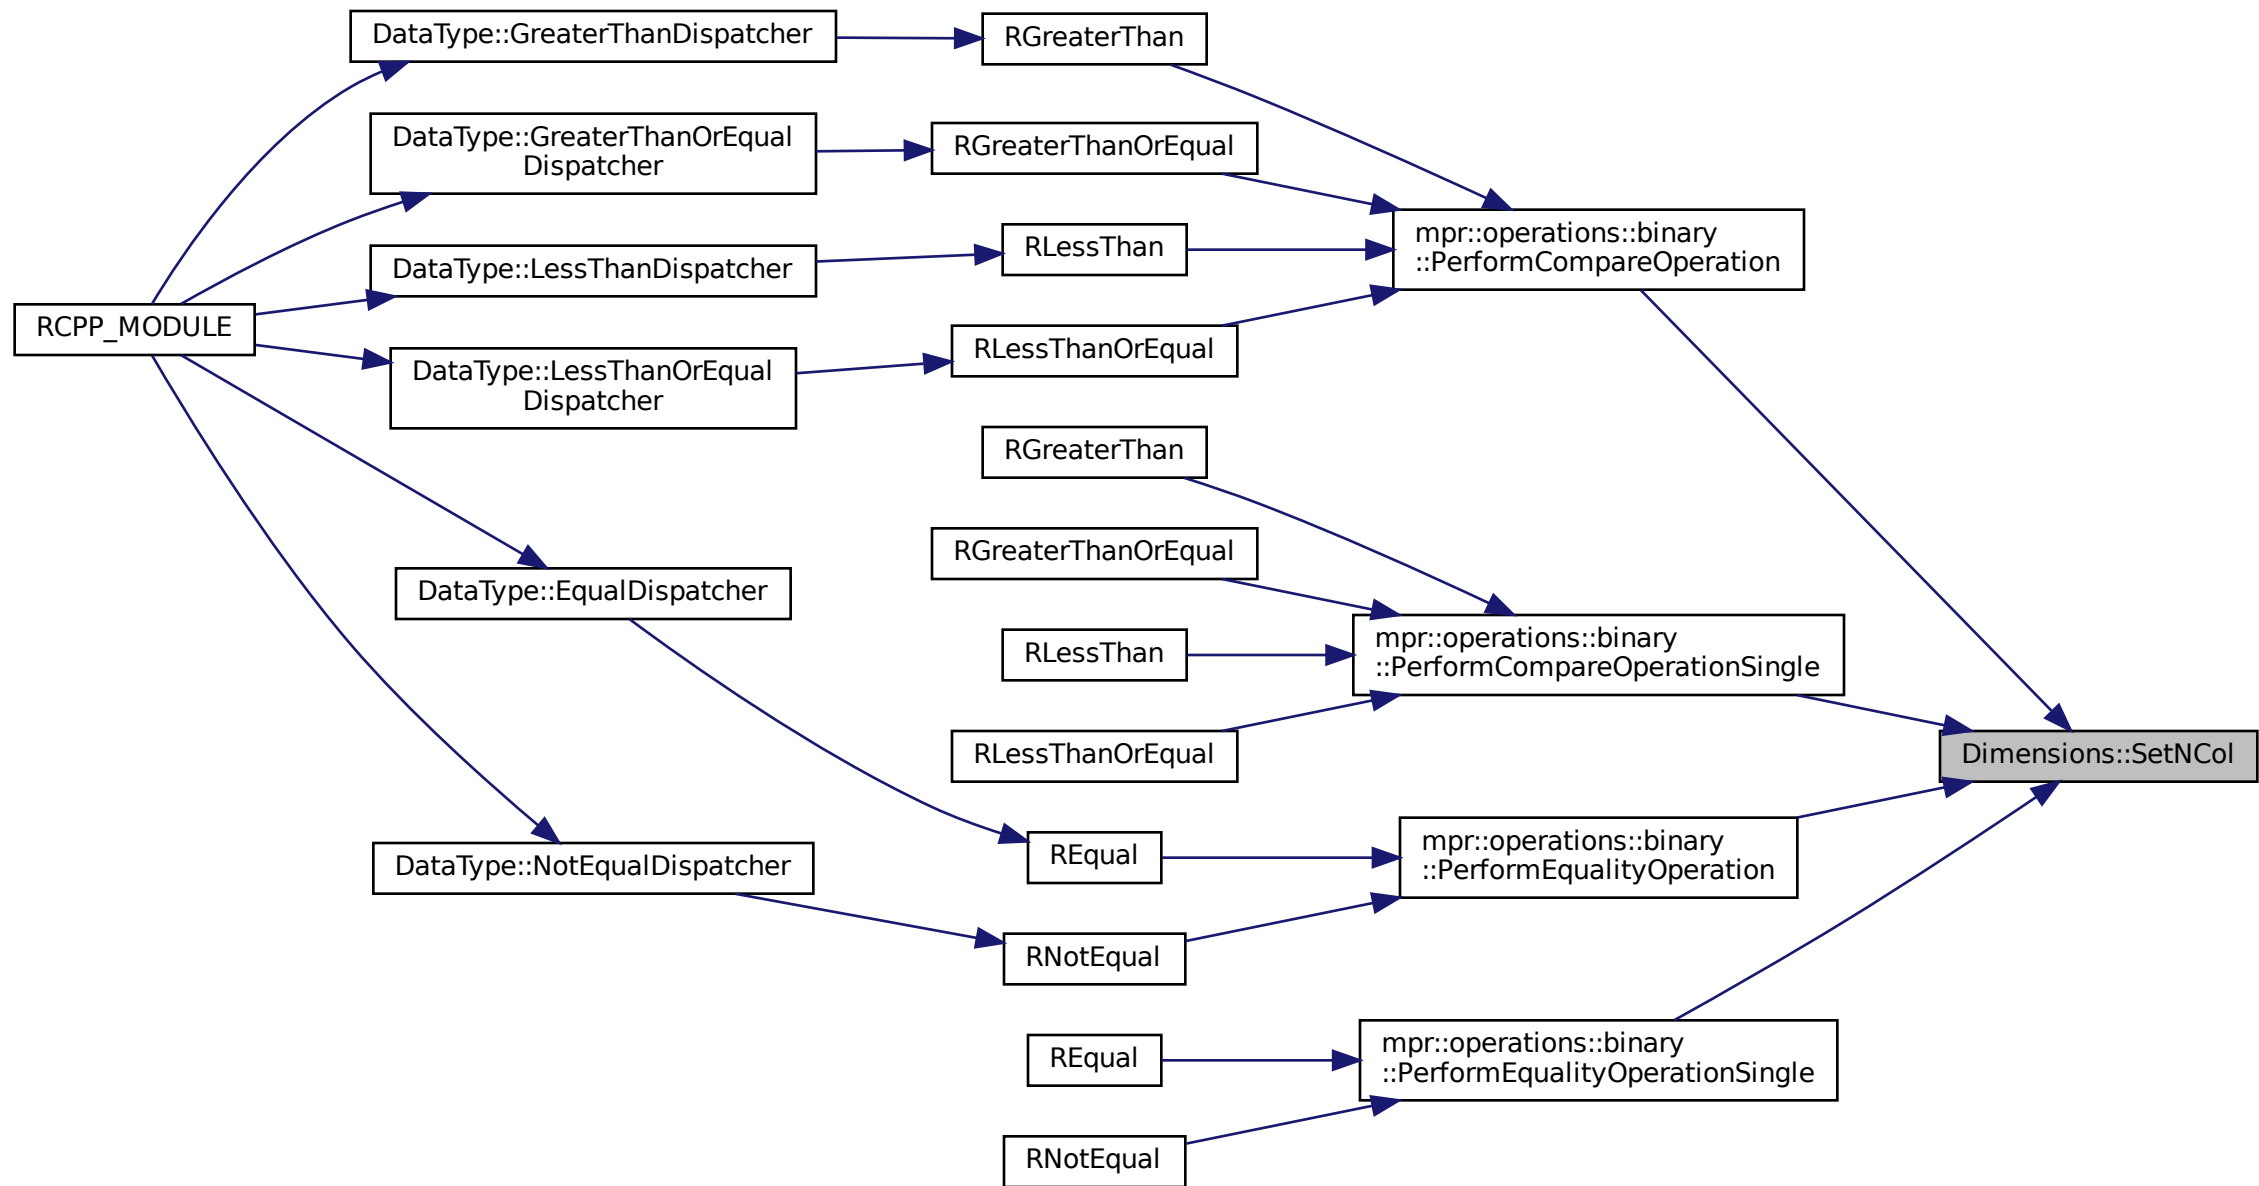 DataType::GreaterThanDispatcher
RGreaterThan
DataType::GreaterThanOrEqual
Dispatcher
RGreaterThanOrEqual
mpr::operations::binary
::PerformCompareOperation
RLessThan
DataType::LessThanDispatcher
RCPP_MODULE
RLessThanOrEqual
DataType::LessThanOrEqual
Dispatcher
RGreaterThan
RGreaterThanOrEqual
DataType::EqualDispatcher
mpr::operations::binary
::PerformCompareOperationSingle
RLessThan
RLessThanOrEqual
Dimensions::SetNCol
REqual
mpr::operations::binary
::PerformEqualityOperation
DataType::NotEqualDispatcher
RNotEqual
REqual
mpr::operations::binary
::PerformEqualityOperationSingle
RNotEqual